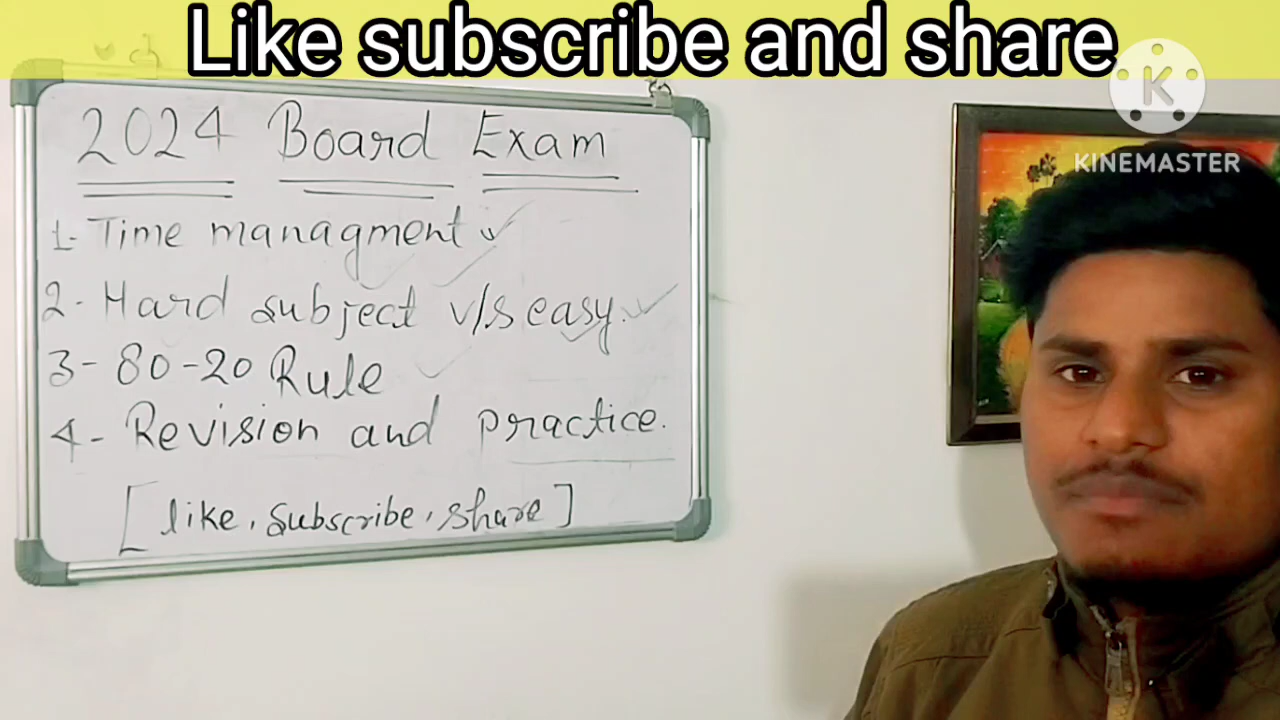 Like subscribe and share
K
KINEMASTER
2024 Board Exam
1- Time managment
2- Hard subject v/s easy.
3- 80-20 Rule
4- Revision and practice.
[like, subscribe, share]